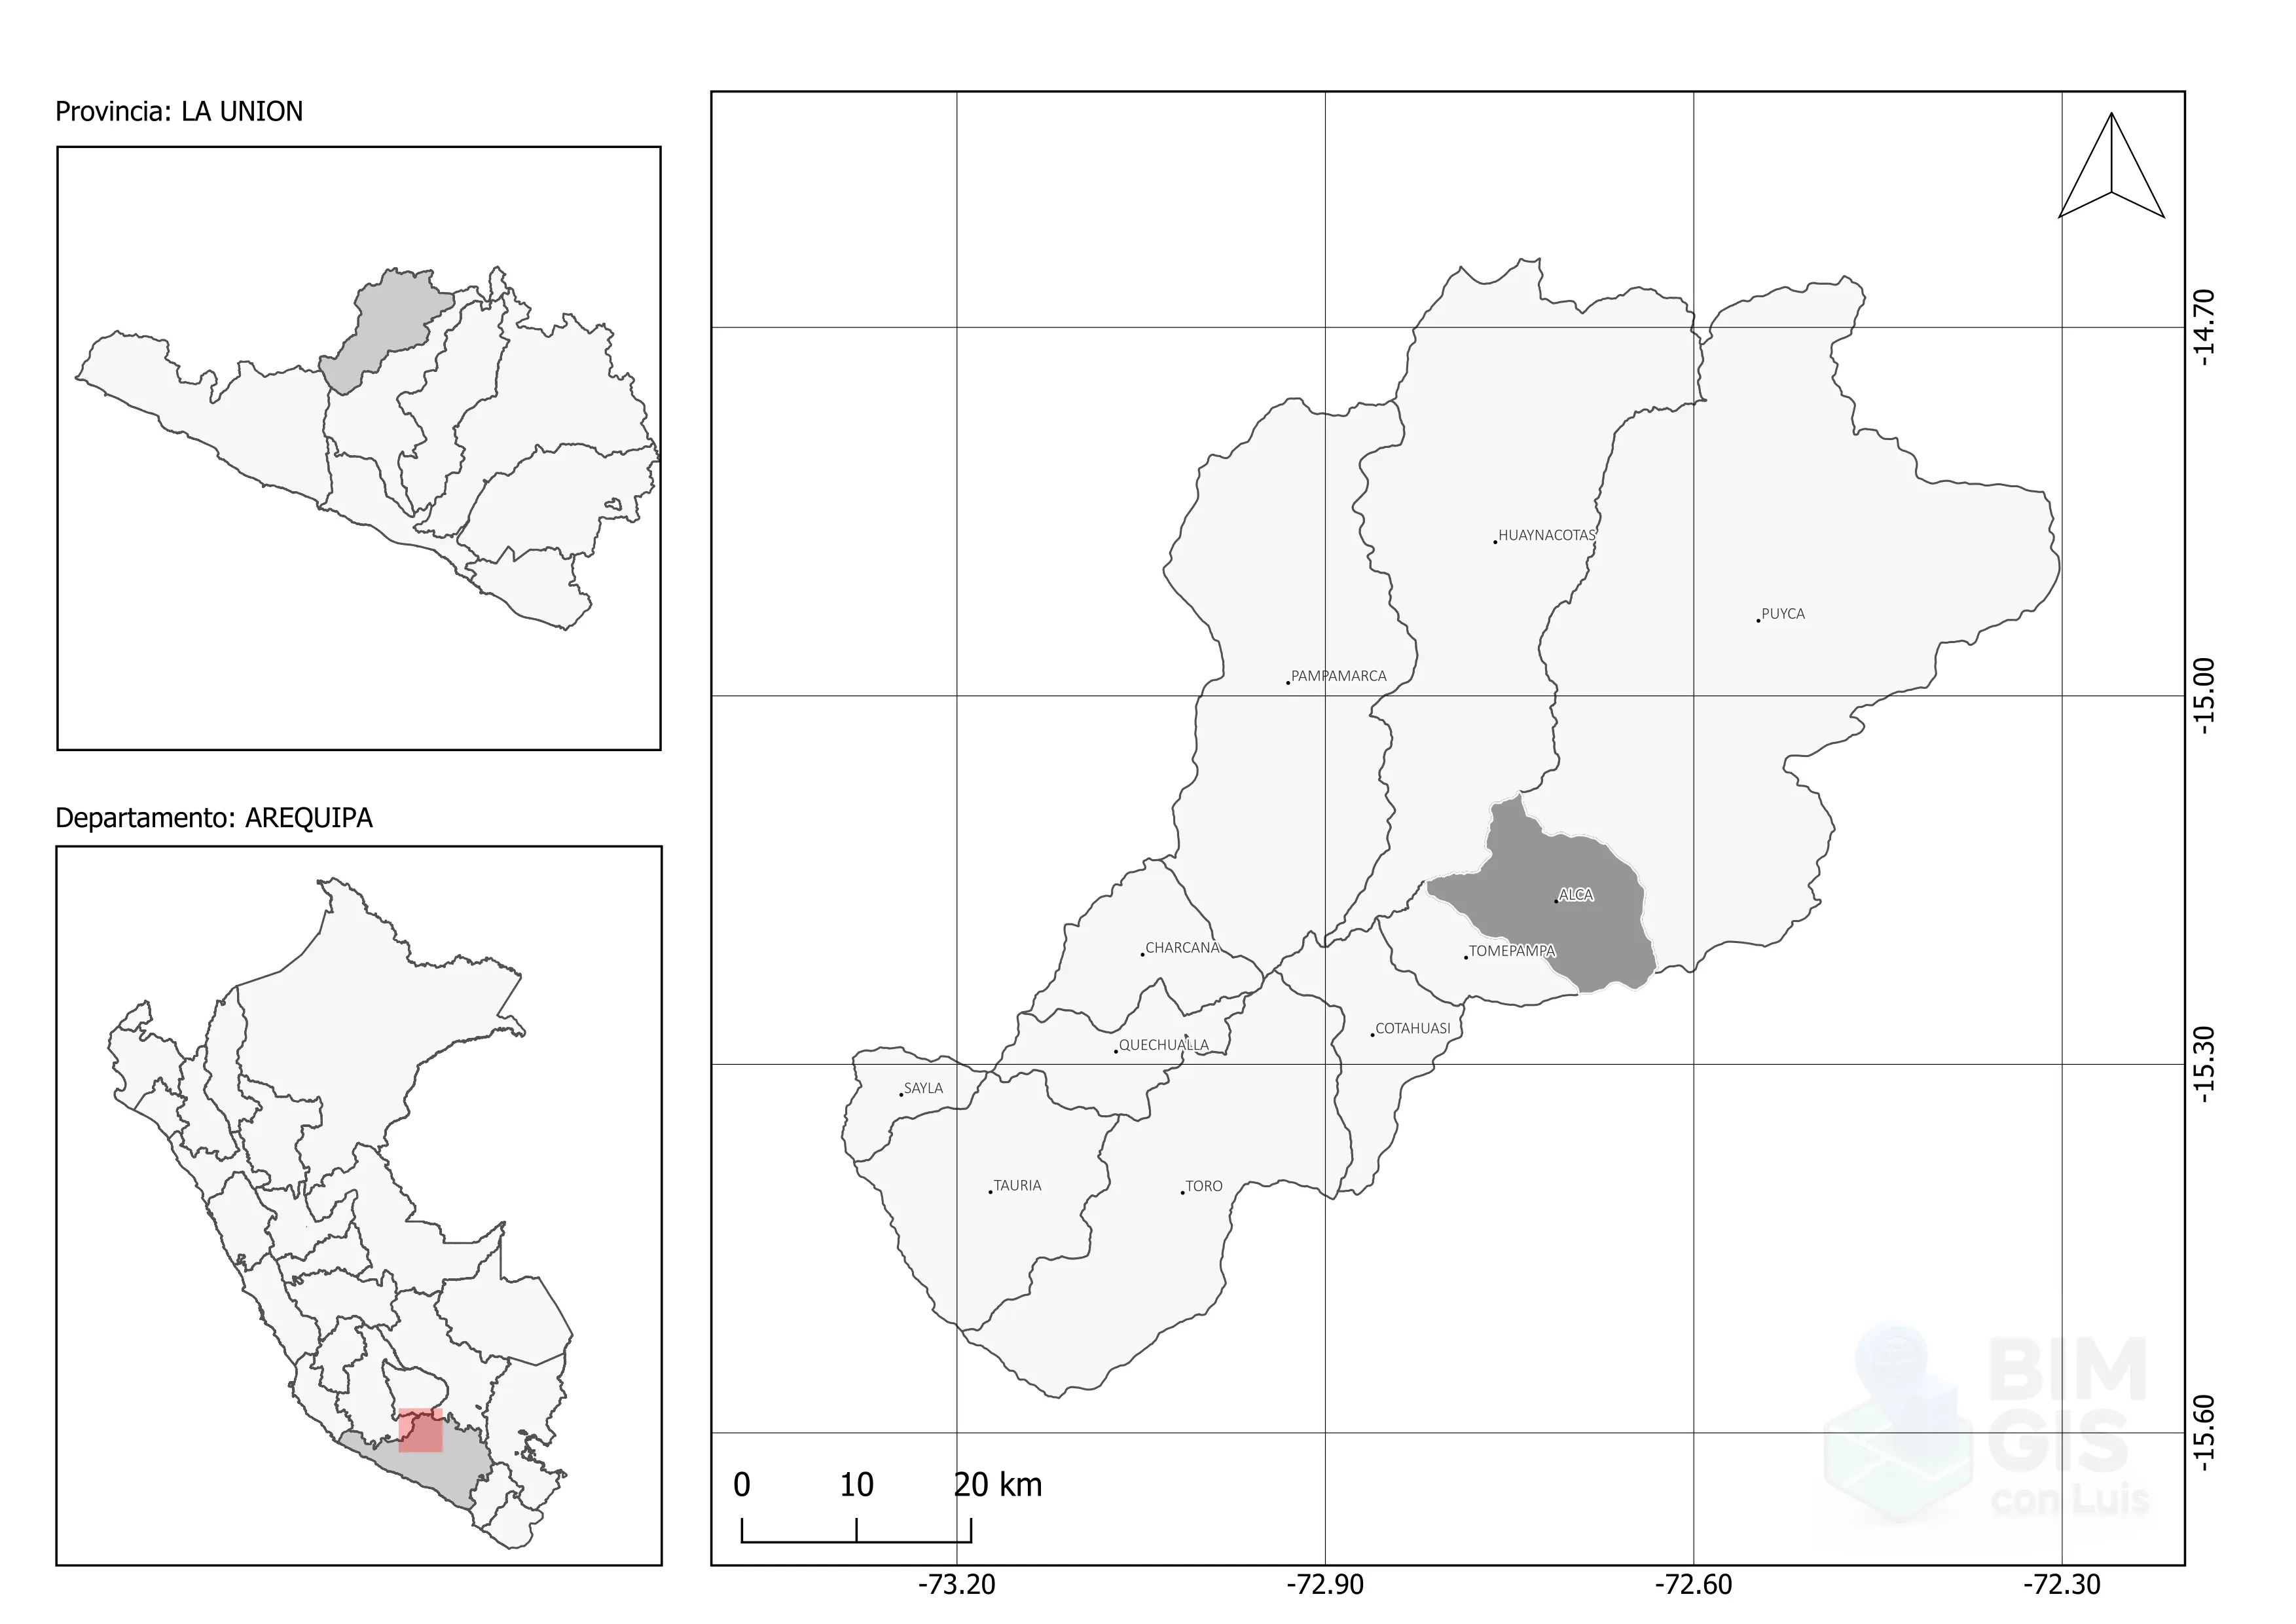 Provincia: LA UNION
Departamento: AREQUIPA
HUAYNACOTAS
PUYCA
PAMPAMARCA
ALCA
CHARCANA
TOMEPAMPA
COTAHUASI
QUECHUALLA
SAYLA
TAURIA
TORO
-14.70
-15.00
-15.30
-15.60
0 10 20 km
-73.20 -72.90 -72.60 -72.30
BIM
GIS
con Luis